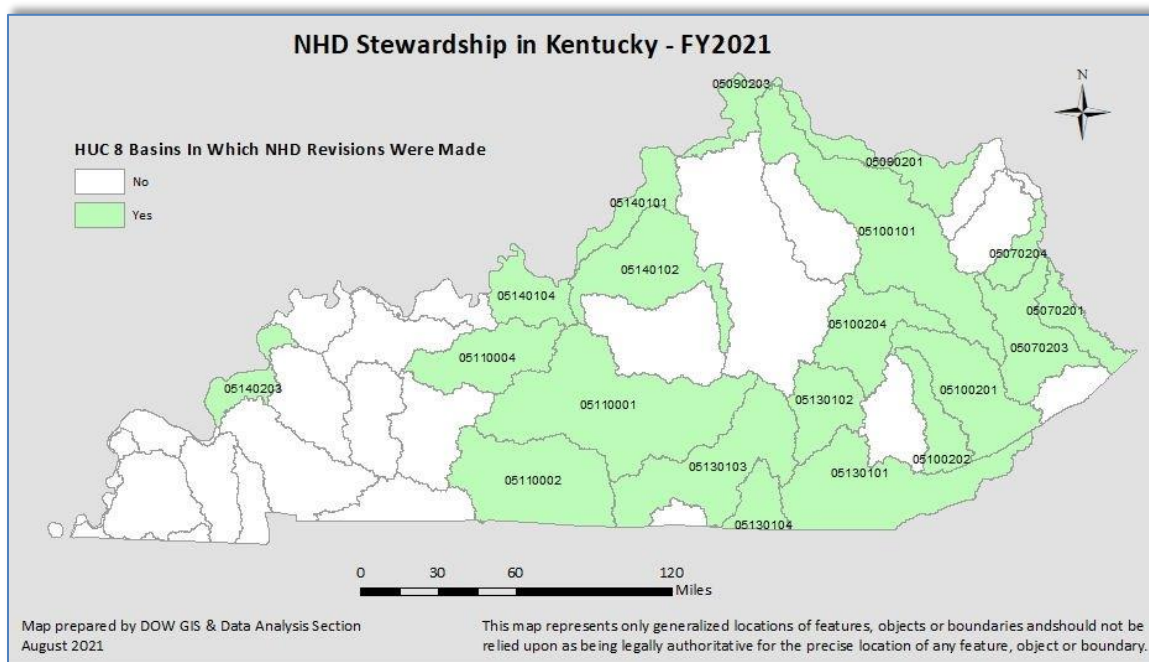 NHD Stewardship in Kentucky - FY2021
N
HUC 8 Basins In Which NHD Revisions Were Made
No
Yes
05090203
05090201
05140101
05100101
05140102
05070204
05140104
05070201
05100204
05070203
05110004
05140203
05100201
05110001
05130102
05100202
05130103
05130101
05110002
05130104
0 30 60 120
Miles
Map prepared by DOW GIS & Data Analysis Section
August 2021
This map represents only generalized locations of features, objects or boundaries andshould not be
relied upon as being legally authoritative for the precise location of any feature, object or boundary.